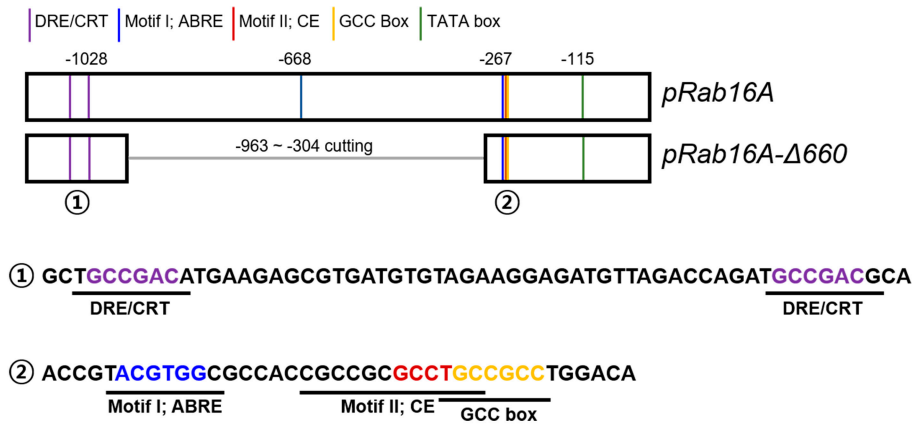 DRE/CRT Motif I; ABRE Motif II; CE GCC Box TATA box
-1028 -668 -267 -115
pRab16A
-963 ~ -304 cutting
pRab16A-Δ660
① ②
① GCTGCCGACATGAAGAGCGTGATGTGTAGAAGGAGATGTTAGACCAGATGCCGACGCA
DRE/CRT DRE/CRT
② ACCGTACGTGGCGCCACCGCCGCGCCTGCCGCCTGGACA
Motif I; ABRE Motif II; CE GCC box